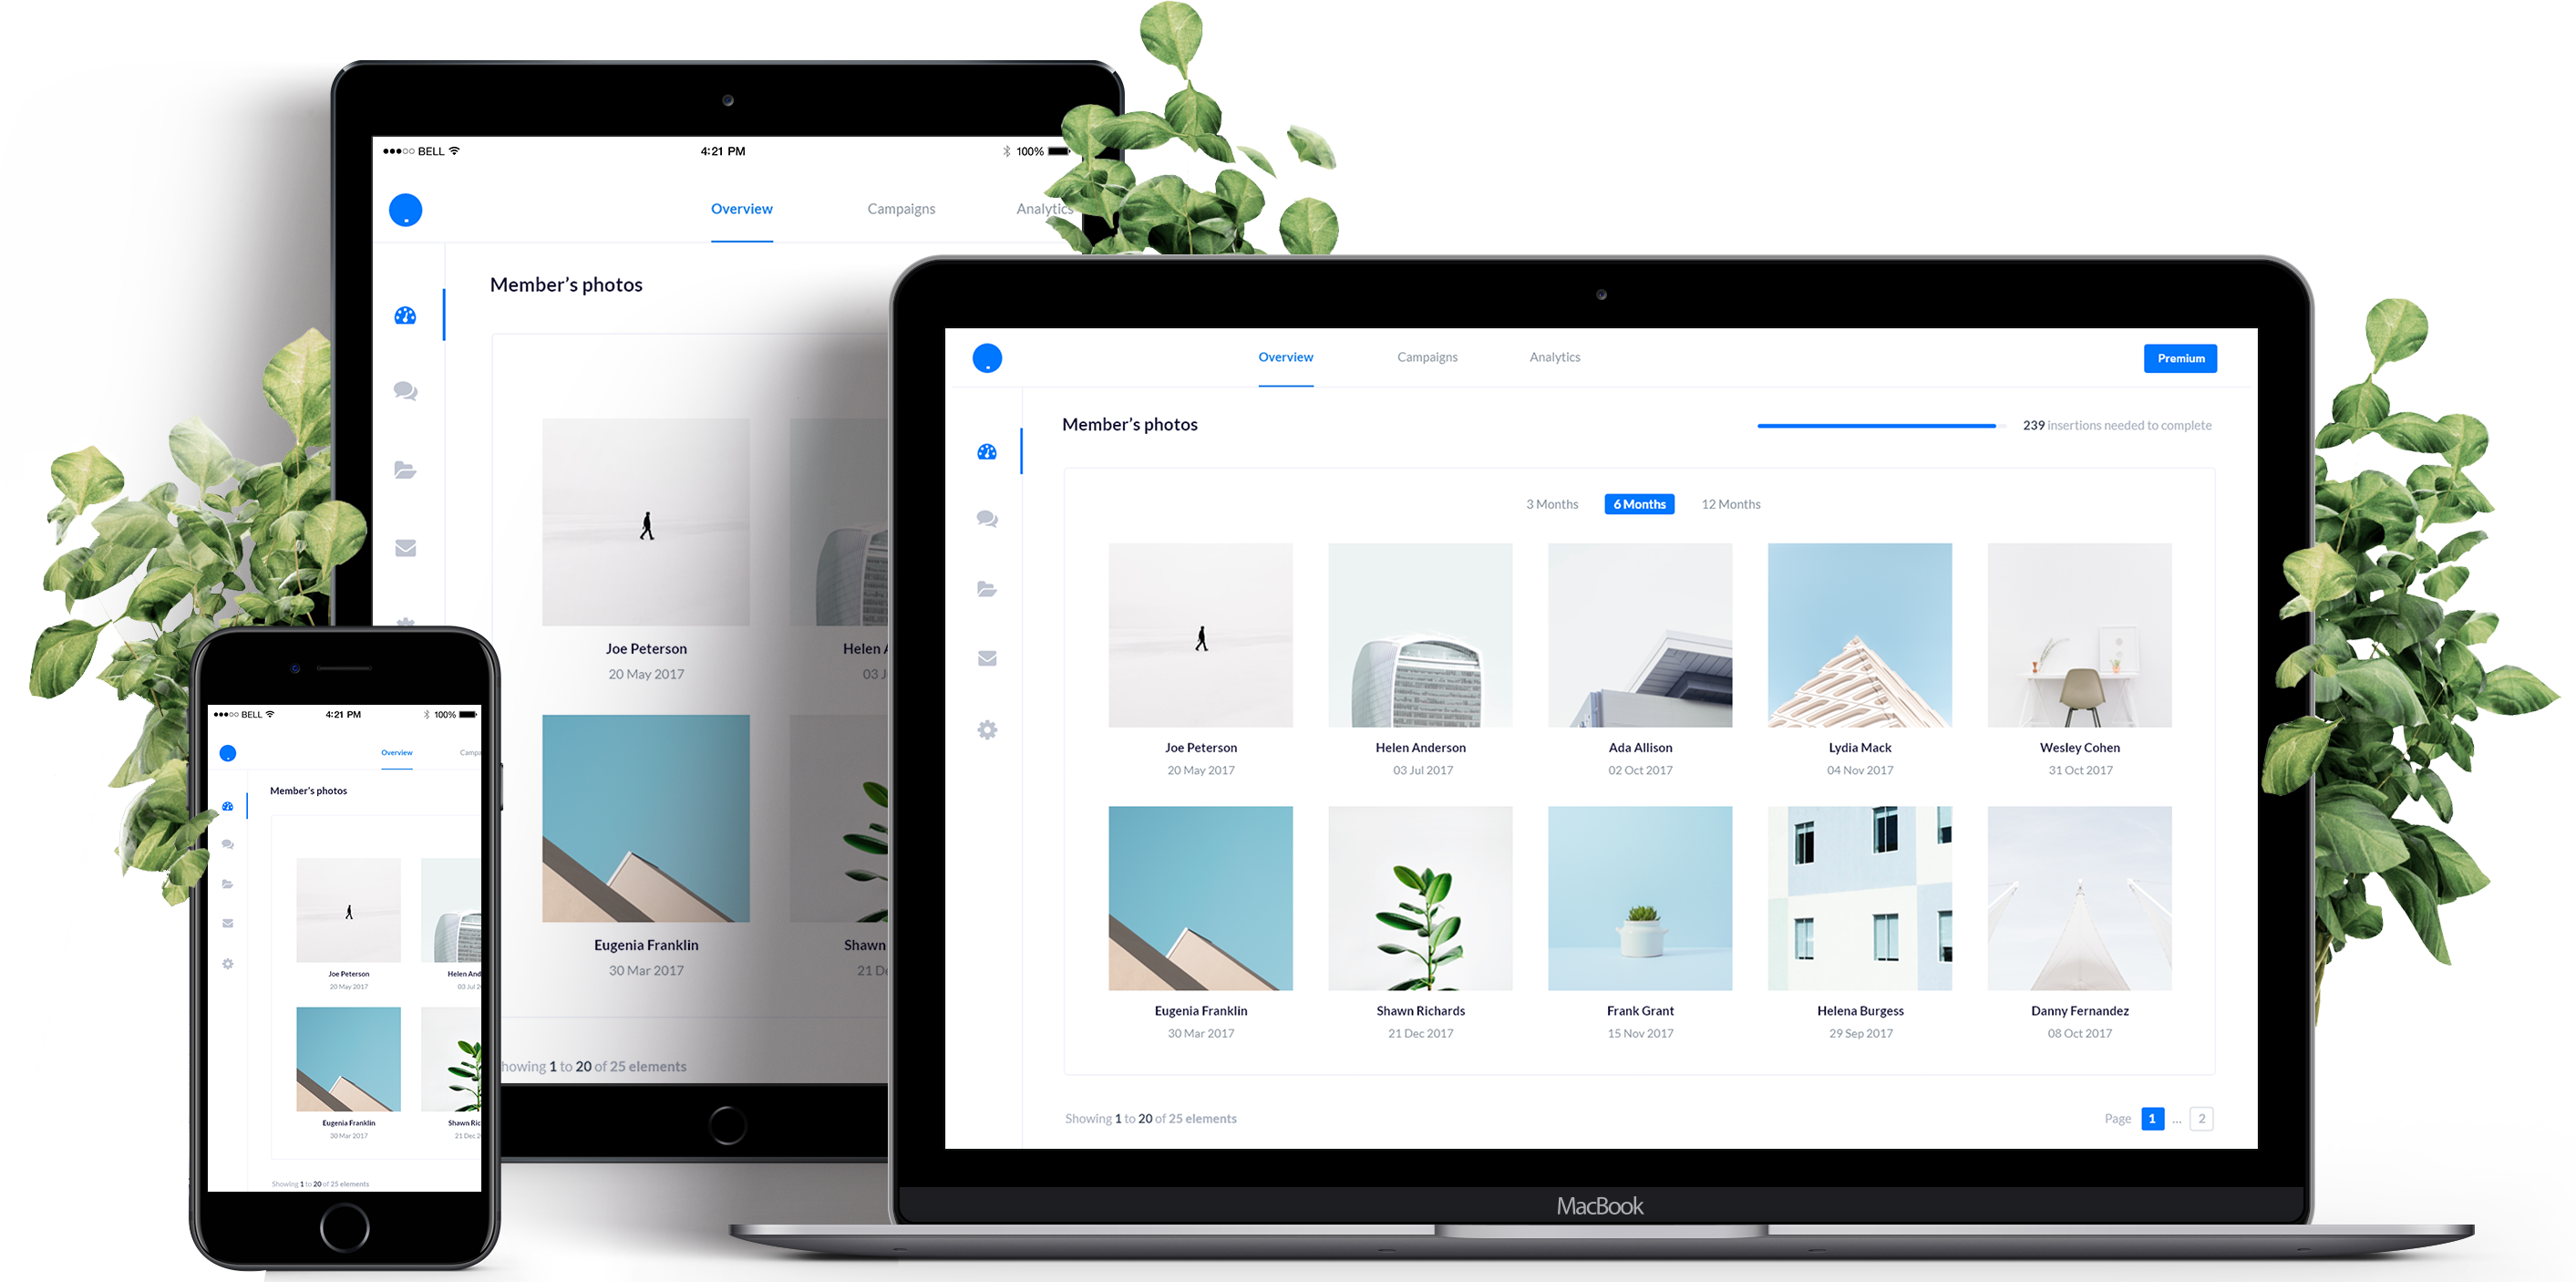 ●●●○○ BELL 4:21 PM 100%
Overview Campaigns Analytics
Member's photos
Joe Peterson Helen A
20 May 2017 03 J
Eugenia Franklin Shawn
30 Mar 2017 21 De
howing 1 to 20 of 25 elements
●●●○○ BELL 4:21 PM 100%
Overview Campa
Member's photos
Joe Peterson Helen And
20 May 2017 03 Jul 2
Eugenia Franklin Shawn Ric
30 Mar 2017 21 Dec 2
Showing 1 to 20 of 25 elements
Overview Campaigns Analytics Premium
Member's photos 239 insertions needed to complete
3 Months 6 Months 12 Months
Joe Peterson Helen Anderson Ada Allison Lydia Mack Wesley Cohen
20 May 2017 03 Jul 2017 02 Oct 2017 04 Nov 2017 31 Oct 2017
Eugenia Franklin Shawn Richards Frank Grant Helena Burgess Danny Fernandez
30 Mar 2017 21 Dec 2017 15 Nov 2017 29 Sep 2017 08 Oct 2017
Showing 1 to 20 of 25 elements Page 1 ... 2
MacBook